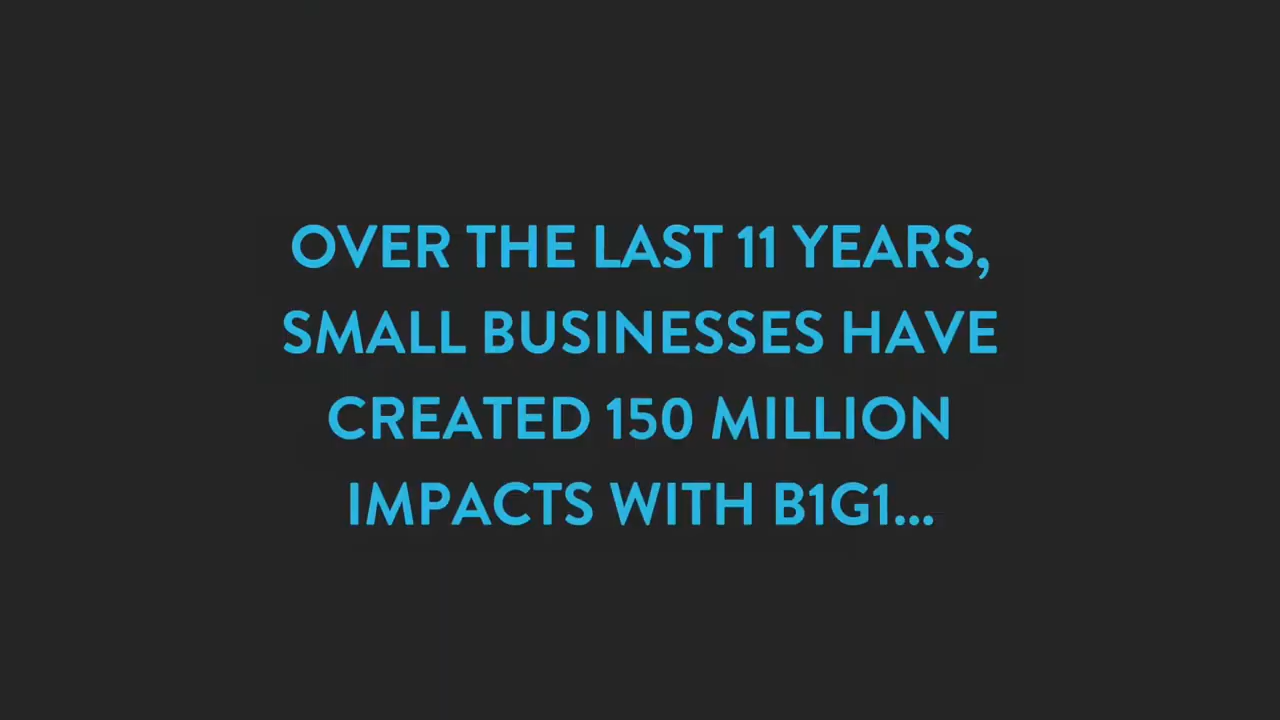 OVER THE LAST 11 YEARS,
SMALL BUSINESSES HAVE
CREATED 150 MILLION
IMPACTS WITH B1G1...